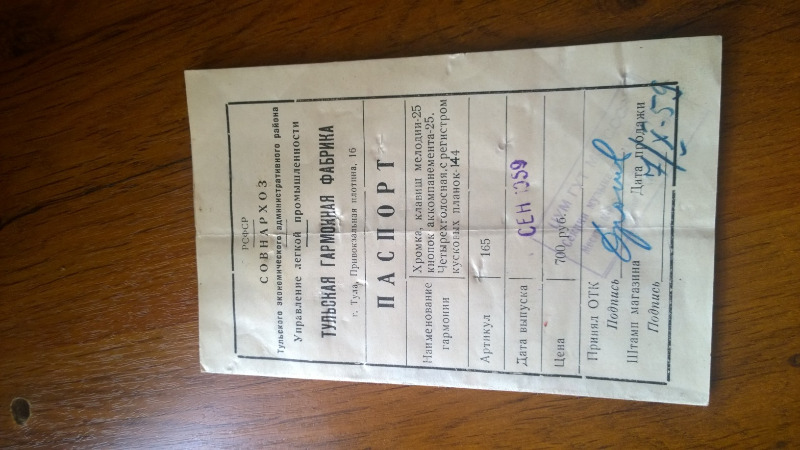 РСФСР
СОВНАРХОЗ
Тульского экономического административного района
Управление легкой промышленности
ТУЛЬСКАЯ ГАРМОННАЯ ФАБРИКА
г. Тула, Привокзальная плотина, 16
ПАСПОРТ
Наименование гармонии
Хромка, клавиш мелодии-25
кнопок аккомпанемента-25,
Четырехголосная, с регистром
кусковых планок-144
Артикул 165
Дата выпуска СЕН 1959
Цена 700 руб.
Принял ОТК
Подпись
Штамп магазина Дата продажи
Подпись 7/X-59